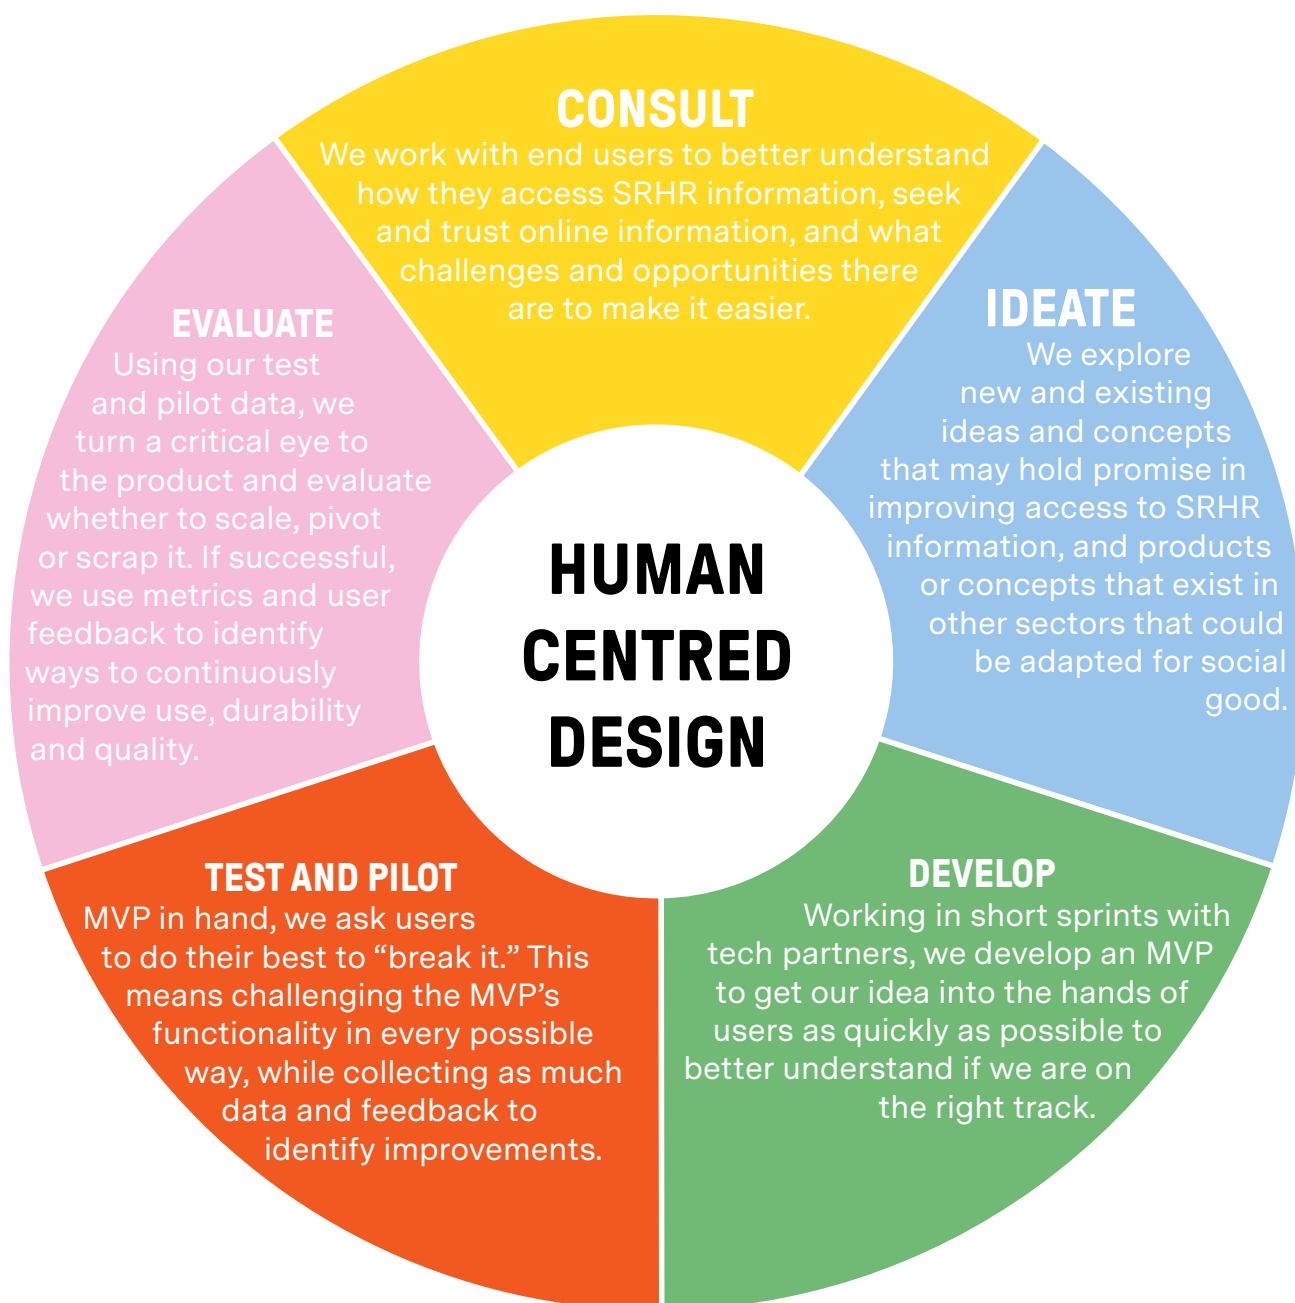 CONSULT
We work with end users to better understand
how they access SRHR information, seek
and trust online information, and what
challenges and opportunities there
are to make it easier.
IDEATE
We explore
new and existing
ideas and concepts
that may hold promise in
improving access to SRHR
information, and products
or concepts that exist in
other sectors that could
be adapted for social
good.
DEVELOP
Working in short sprints with
tech partners, we develop an MVP
to get our idea into the hands of
users as quickly as possible to
better understand if we are on
the right track.
TEST AND PILOT
MVP in hand, we ask users
to do their best to “break it.” This
means challenging the MVP’s
functionality in every possible
way, while collecting as much
data and feedback to
identify improvements.
EVALUATE
Using our test
and pilot data, we
turn a critical eye to
the product and evaluate
whether to scale, pivot
or scrap it. If successful,
we use metrics and user
feedback to identify
ways to continuously
improve use, durability
and quality.
HUMAN
CENTRED
DESIGN